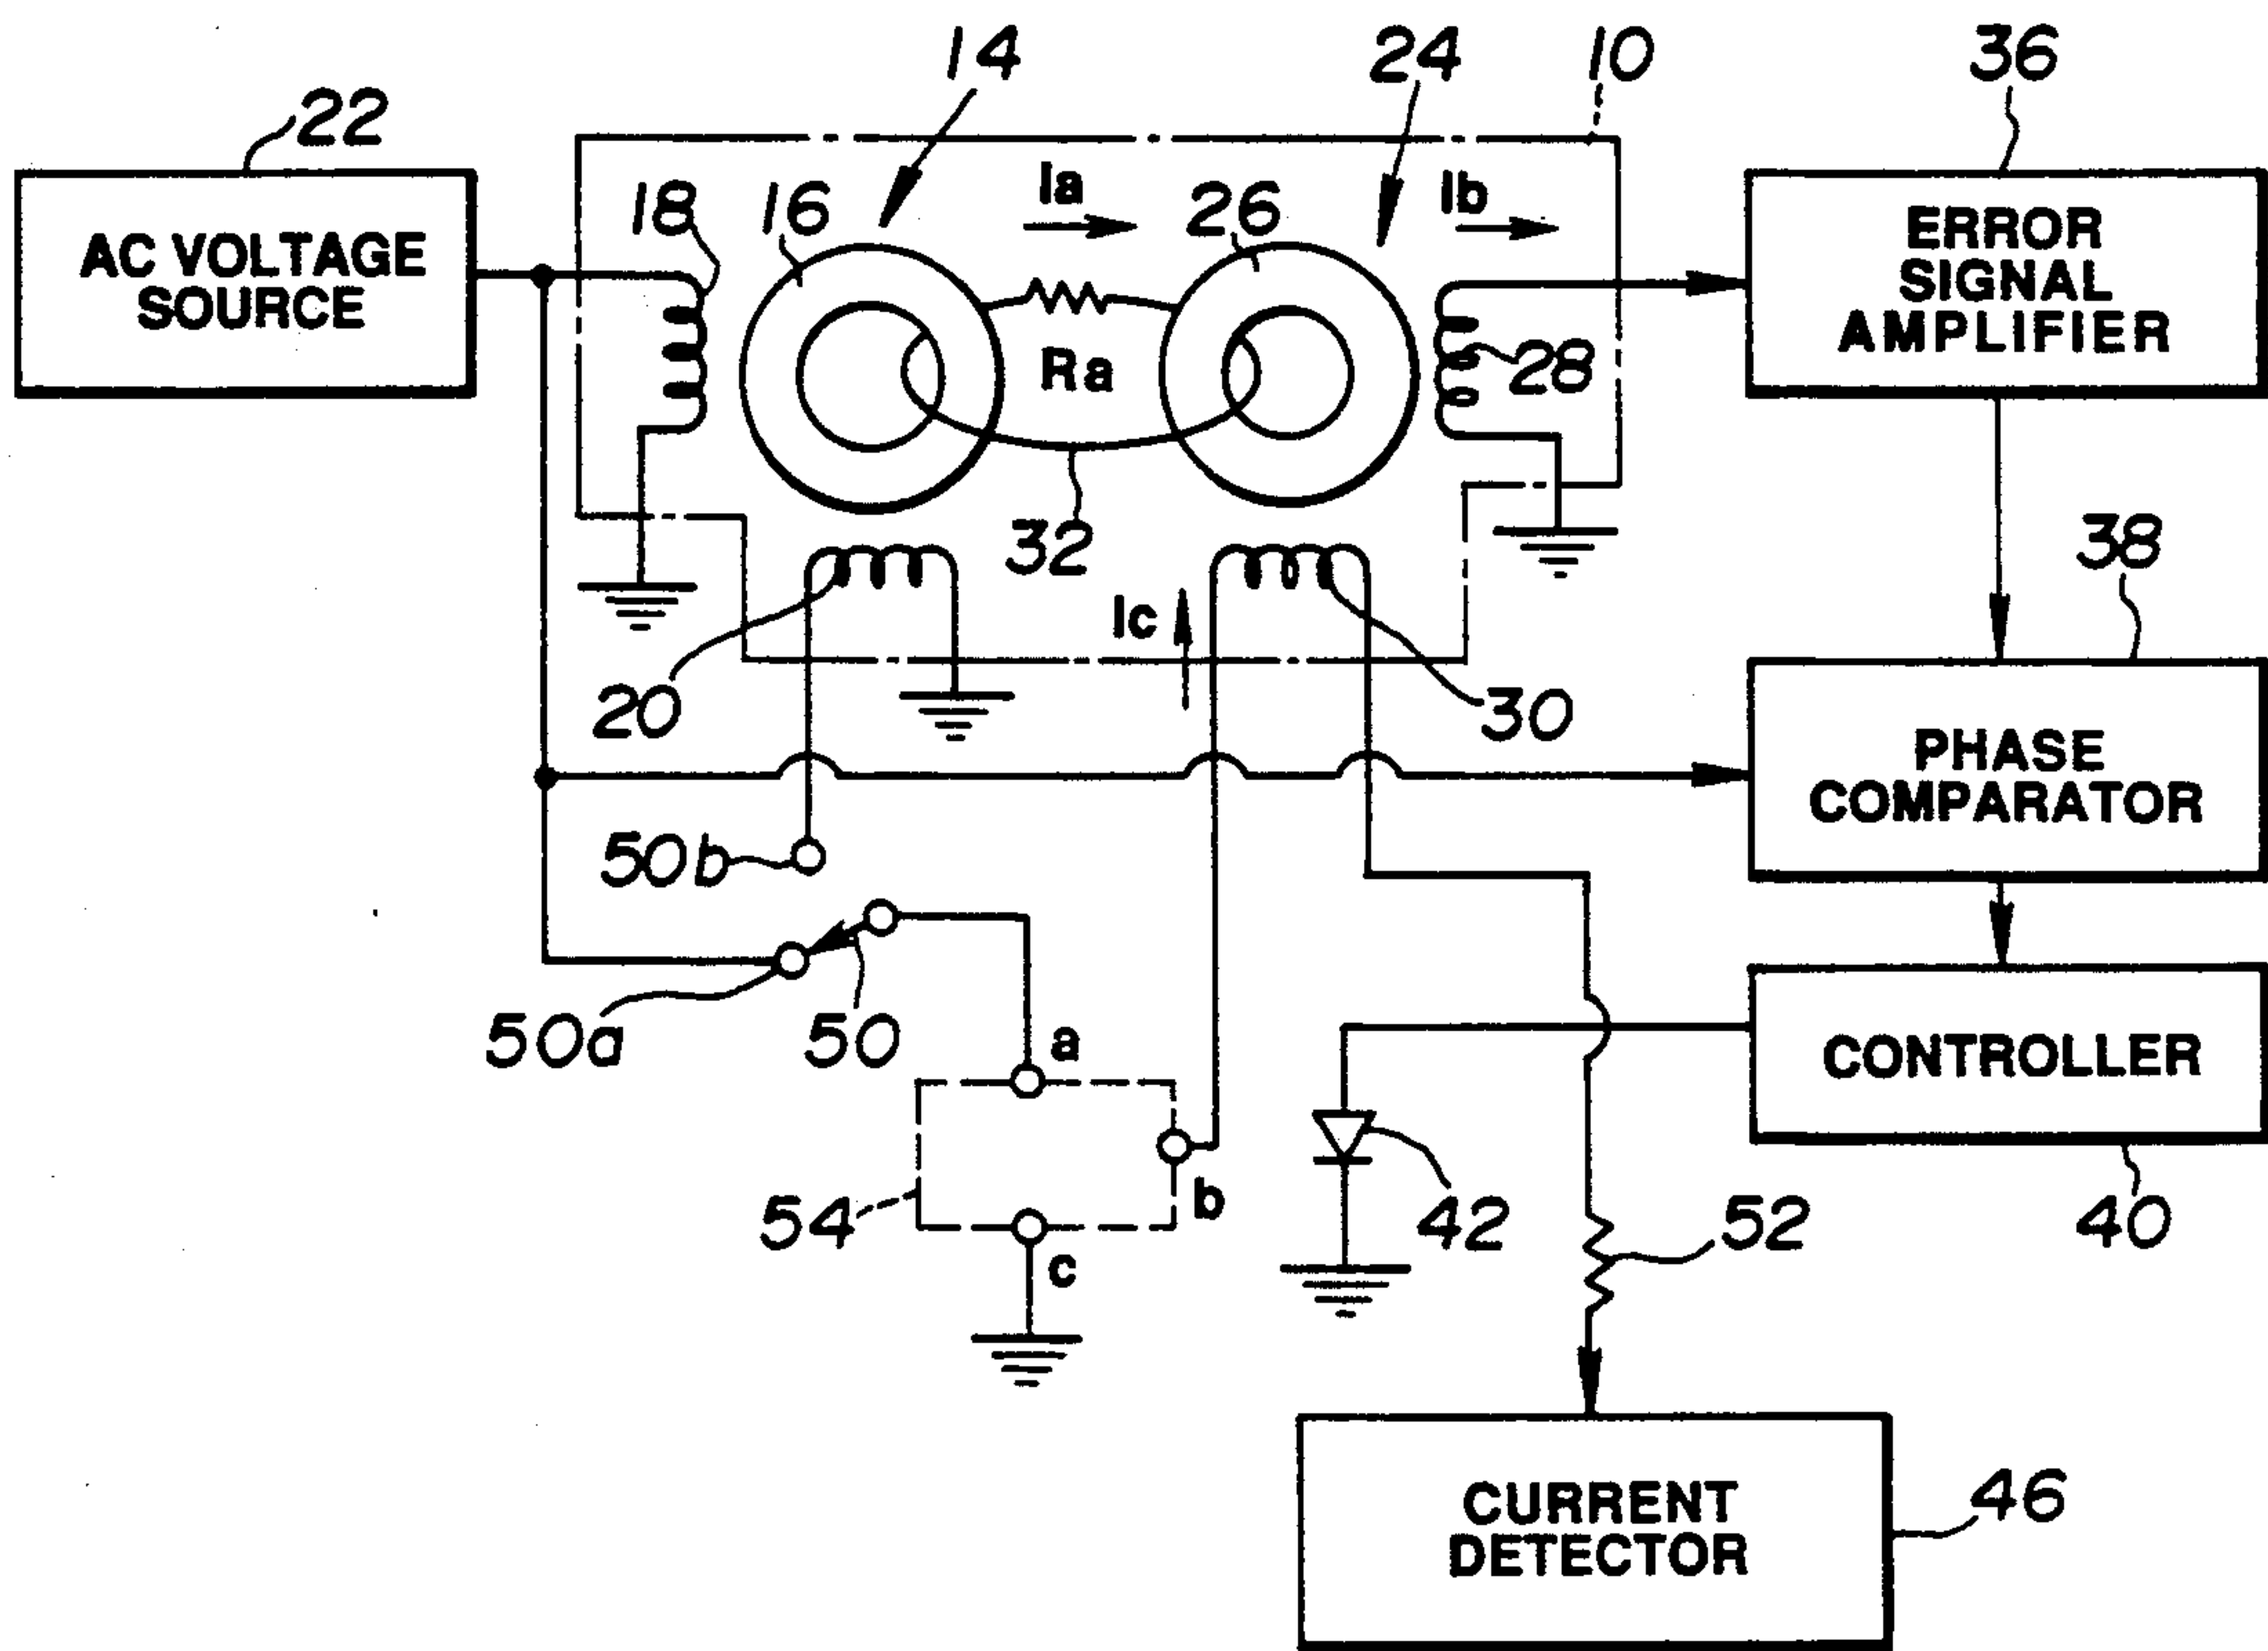 14
24
10
36
22
AC VOLTAGE
SOURCE
18
16
Ia
26
Ib
ERROR
SIGNAL
AMPLIFIER
Ra
28
32
38
20
Ic
30
PHASE
COMPARATOR
50b
50a
50
a
CONTROLLER
54
b
42
52
40
c
CURRENT
DETECTOR
46